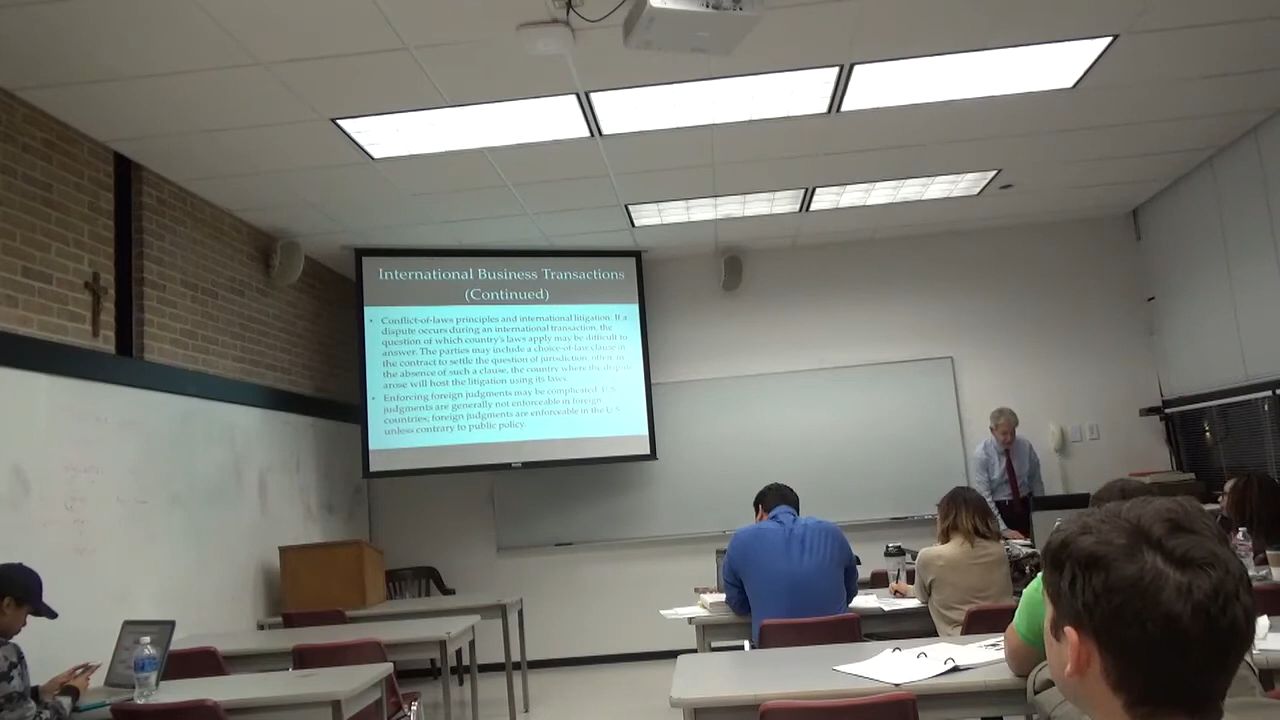 International Business Transactions
(Continued)
• Conflict-of-laws principles and international litigation. If a
dispute occurs during an international transaction, the
question of which country's laws apply may be difficult to
answer. The parties may include a choice-of-law clause in
the contract to settle the question of jurisdiction; often, in
the absence of such a clause, the country where the dispute
arose will host the litigation using its laws.
• Enforcing foreign judgments may be complicated. U.S.
judgments are generally not enforceable in foreign
countries; foreign judgments are enforceable in the U.S.
unless contrary to public policy.